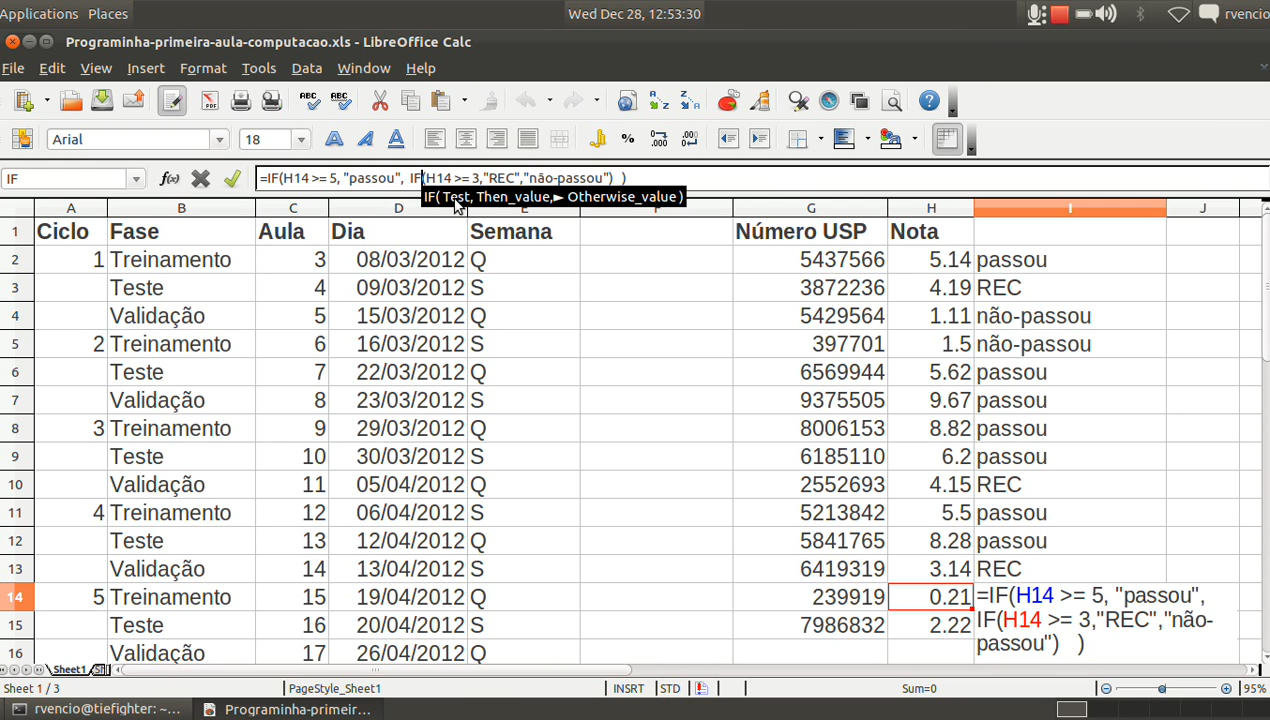 Applications Places Wed Dec 28, 12:53:30 rvencio
Programinha-primeira-aula-computacao.xls - LibreOffice Calc
File Edit View Insert Format Tools Data Window Help
Arial 18
IF =IF(H14 >= 5, "passou", IF(H14 >= 3,"REC","não-passou") )
IF( Test, Then_value,► Otherwise_value )
A B C D E F G H I J
1 Ciclo Fase Aula Dia Semana Número USP Nota
2 1 Treinamento 3 08/03/2012 Q 5437566 5.14 passou
3 Teste 4 09/03/2012 S 3872236 4.19 REC
4 Validação 5 15/03/2012 Q 5429564 1.11 não-passou
5 2 Treinamento 6 16/03/2012 S 397701 1.5 não-passou
6 Teste 7 22/03/2012 Q 6569944 5.62 passou
7 Validação 8 23/03/2012 S 9375505 9.67 passou
8 3 Treinamento 9 29/03/2012 Q 8006153 8.82 passou
9 Teste 10 30/03/2012 S 6185110 6.2 passou
10 Validação 11 05/04/2012 Q 2552693 4.15 REC
11 4 Treinamento 12 06/04/2012 S 5213842 5.5 passou
12 Teste 13 12/04/2012 Q 5841765 8.28 passou
13 Validação 14 13/04/2012 S 6419319 3.14 REC
14 5 Treinamento 15 19/04/2012 Q 239919 0.21 =IF(H14 >= 5, "passou",
IF(H14 >= 3,"REC","não-
passou") )
15 Teste 16 20/04/2012 S 7986832 2.22
16 Validação 17 26/04/2012 Q
Sheet1
Sheet 1 / 3 PageStyle_Sheet1 INSRT STD Sum=0 95%
rvencio@tiefighter: ~... Programinha-primeir...